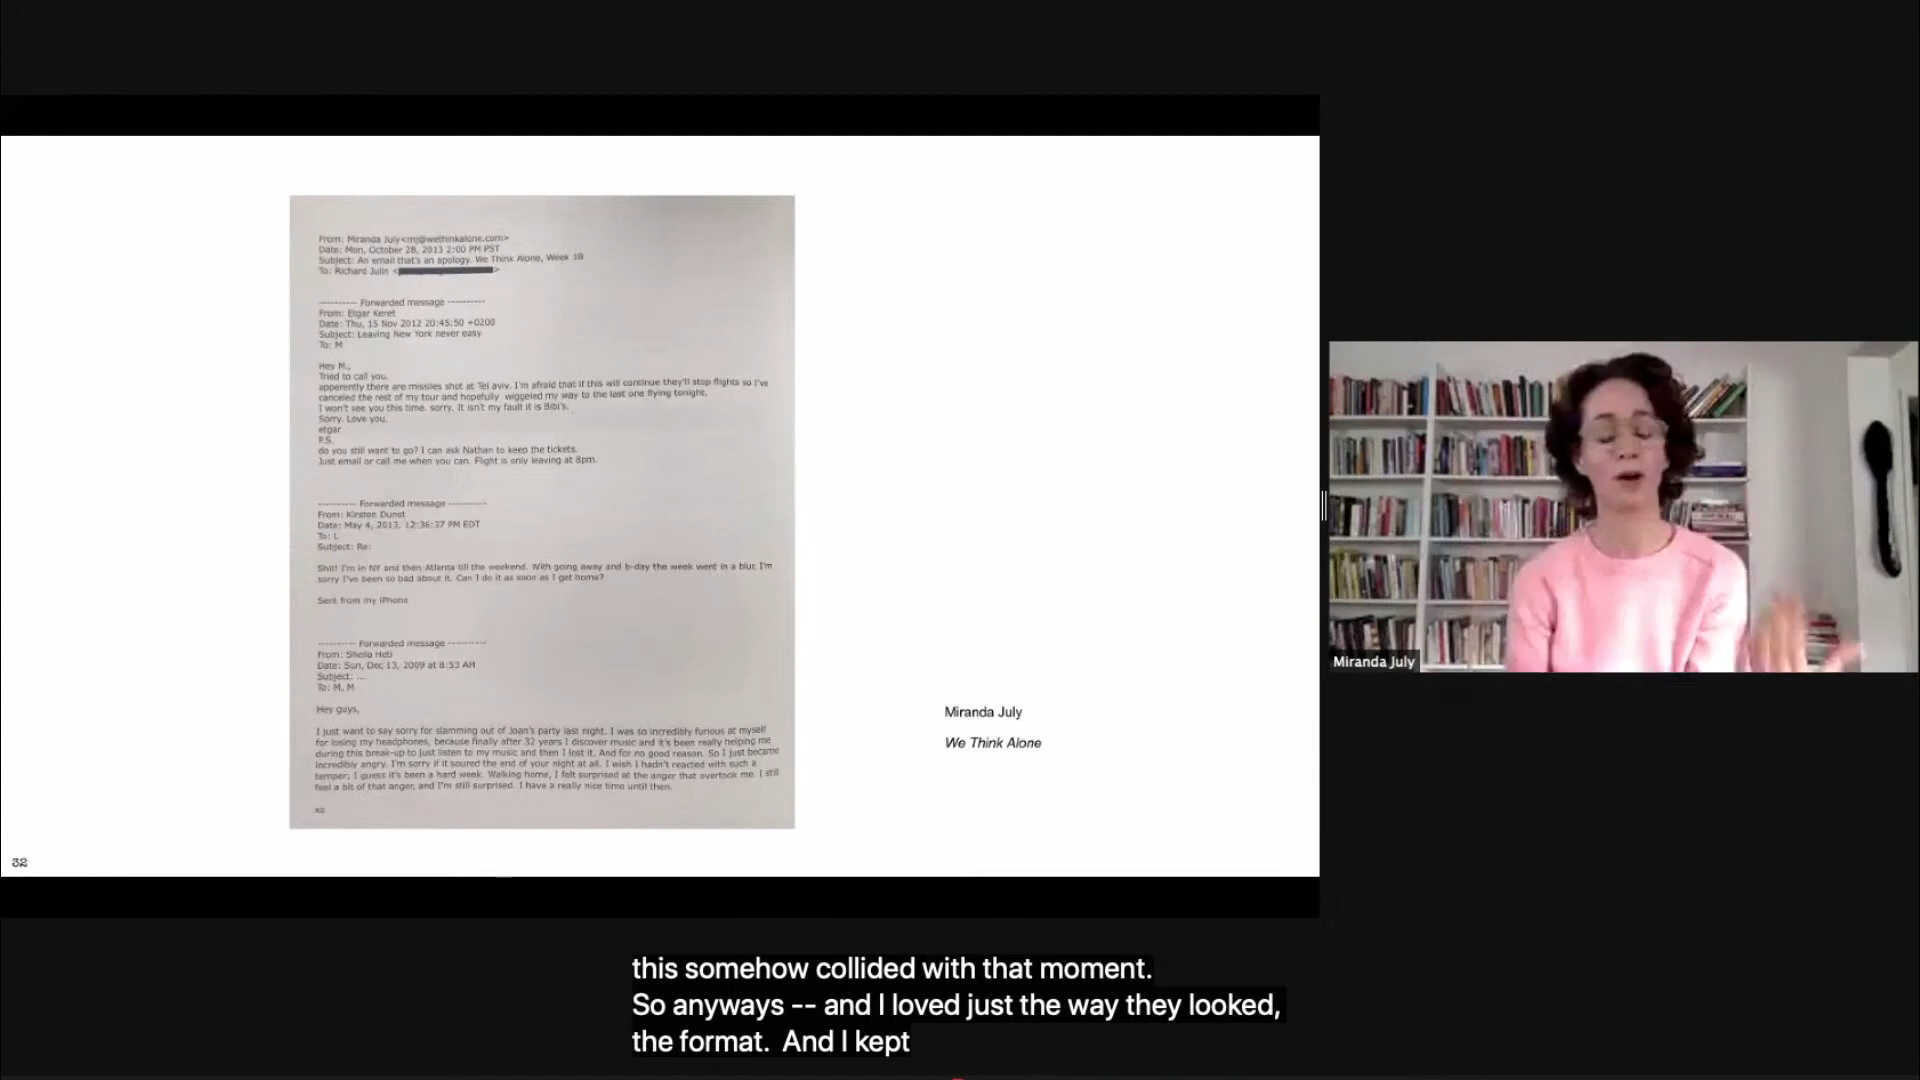 From: Miranda July<mj@wethinkalone.com>
Date: Mon, October 28, 2013 2:00 PM PST
Subject: An email that's an apology. We Think Alone, Week 18
To: Richard Julin < >
---------- Forwarded message ----------
From: Etgar Keret
Date: Thu, 15 Nov 2012 20:45:50 +0200
Subject: Leaving New York never easy
To: M
Hey M.,
Tried to call you.
apperently there are missiles shot at Tel aviv. I'm afraid that if this will continue they'll stop flights so I've
canceled the rest of my tour and hopefully wiggeled my way to the last one flying tonight.
I won't see you this time. sorry. It isn't my fault it is Bibi's.
Sorry. Love you,
etgar
P.S.
do you still want to go? I can ask Nathan to keep the tickets.
Just email or call me when you can. Flight is only leaving at 8pm.
---------- Forwarded message ----------
From: Kirsten Dunst
Date: May 4, 2013, 12:36:37 PM EDT
To: L
Subject: Re:
Shit! I'm in NY and then Atlanta till the weekend. With going away and b-day the week went in a blur. I'm
sorry I've been so bad about it. Can I do it as soon as I get home?
Sent from my iPhone
---------- Forwarded message ----------
From: Sheila Heti
Date: Sun, Dec 13, 2009 at 8:53 AM
Subject: ...
To: M, M
Hey guys,
I just want to say sorry for slamming out of Joan's party last night. I was so incredibly furious at myself
for losing my headphones, because finally after 32 years I discover music and it's been really helping me
during this break-up to just listen to my music and then I lost it. And for no good reason. So I just became
incredibly angry. I'm sorry if it soured the end of your night at all. I wish I hadn't reacted with such a
temper; I guess it's been a hard week. Walking home, I felt surprised at the anger that overtook me. I still
feel a bit of that anger, and I'm still surprised. I have a really nice time until then.
Miranda July
We Think Alone
32
Miranda July
this somehow collided with that moment.
So anyways -- and I loved just the way they looked,
the format. And I kept